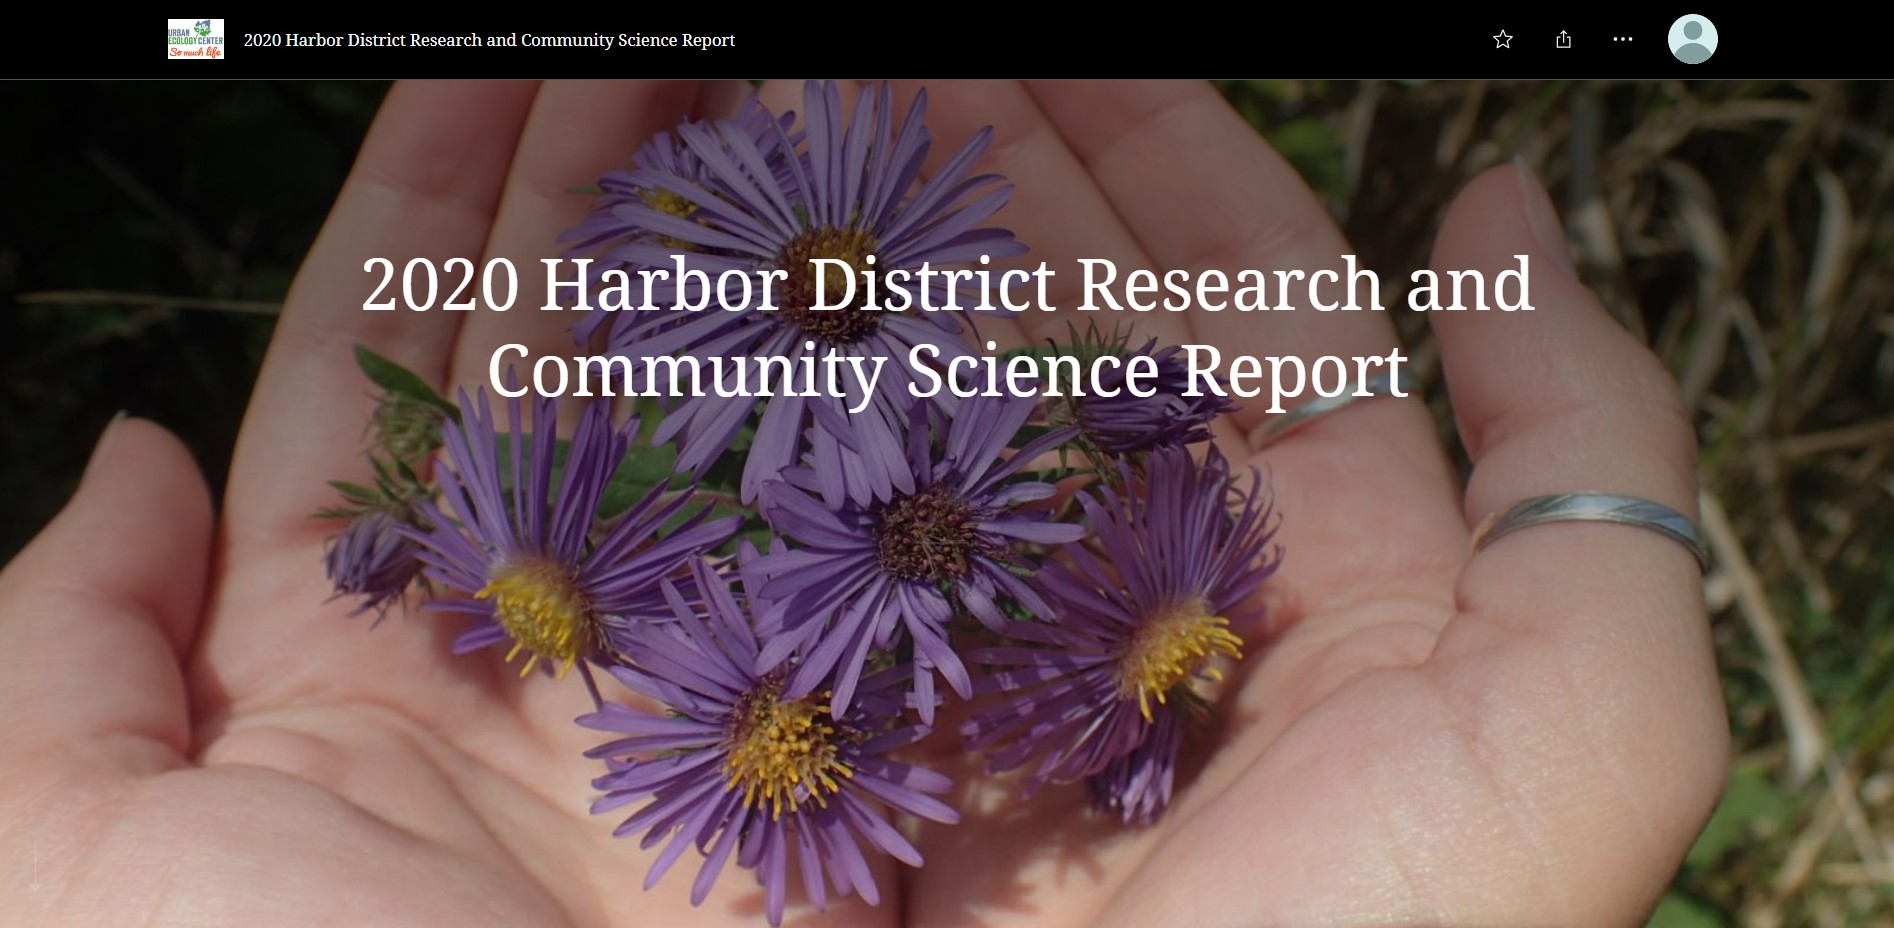 URBAN
ECOLOGY CENTER
So much life
2020 Harbor District Research and Community Science Report
2020 Harbor District Research and
Community Science Report